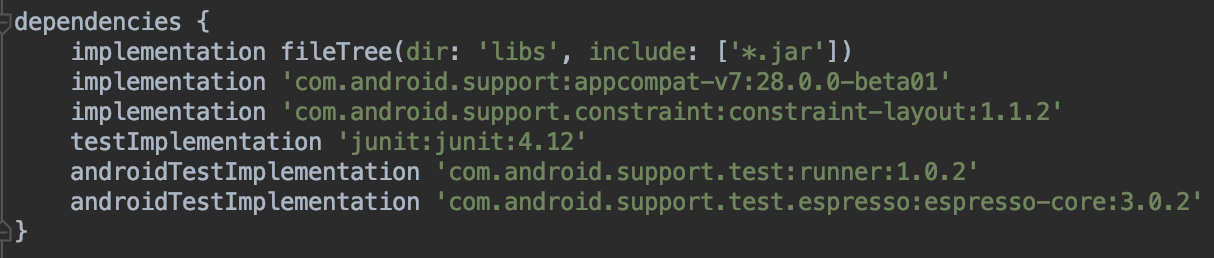 dependencies {
    implementation fileTree(dir: 'libs', include: ['*.jar'])
    implementation 'com.android.support:appcompat-v7:28.0.0-beta01'
    implementation 'com.android.support.constraint:constraint-layout:1.1.2'
    testImplementation 'junit:junit:4.12'
    androidTestImplementation 'com.android.support.test:runner:1.0.2'
    androidTestImplementation 'com.android.support.test.espresso:espresso-core:3.0.2'
}